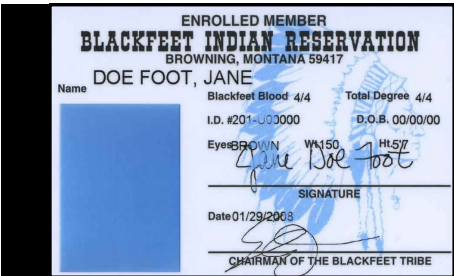 ENROLLED MEMBER
BLACKFEET INDIAN RESERVATION
BROWNING, MONTANA 59417
Name DOE FOOT, JANE
Blackfeet Blood 4/4 Total Degree 4/4
I.D. #201-U00000 D.O.B. 00/00/00
Eyes BROWN Wt.150 Ht.5'7
Jane Doe Foot
SIGNATURE
Date 01/29/2008
CHAIRMAN OF THE BLACKFEET TRIBE